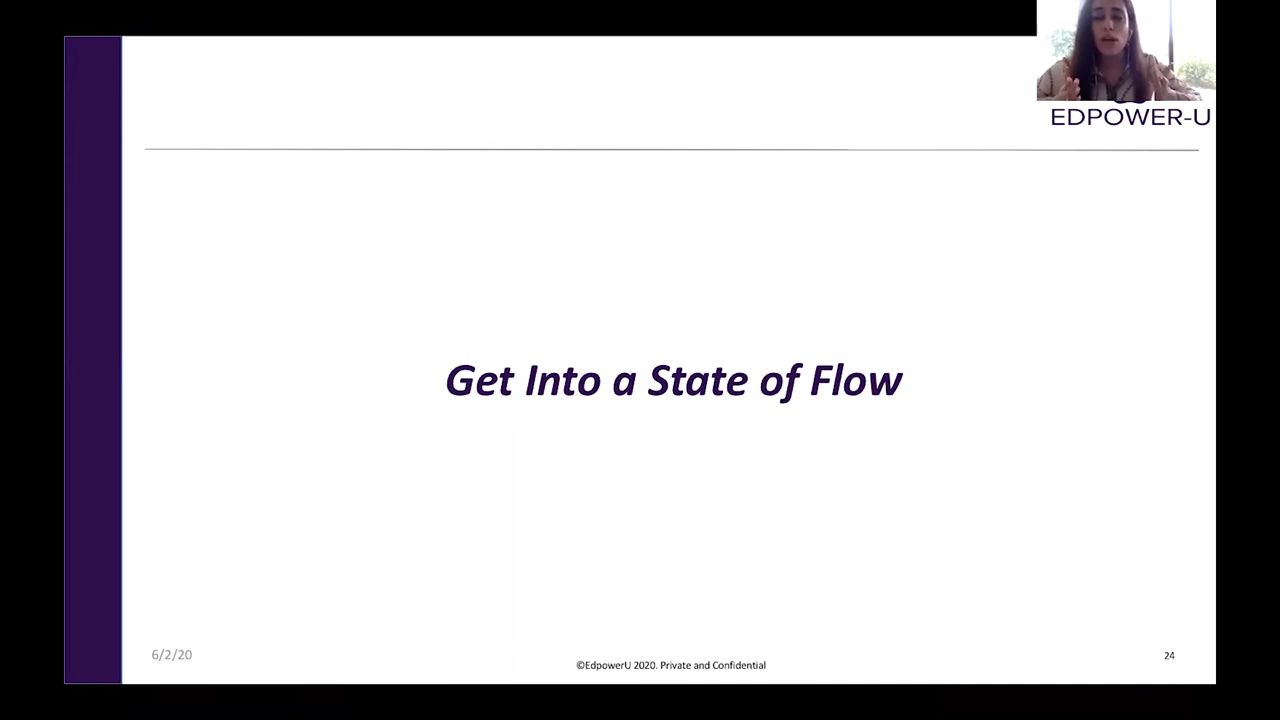 EDPOWER-U
Get Into a State of Flow
6/2/20
©EdpowerU 2020. Private and Confidential
24